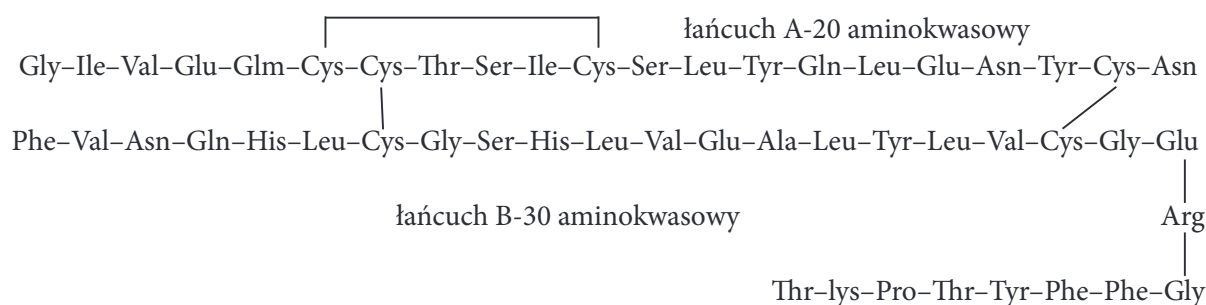 łańcuch A-20 aminokwasowy
Gly–Ile–Val–Glu–Glm–Cys–Cys–Thr–Ser–Ile–Cys–Ser–Leu–Tyr–Gln–Leu–Glu–Asn–Tyr–Cys–Asn
Phe–Val–Asn–Gln–His–Leu–Cys–Gly–Ser–His–Leu–Val–Glu–Ala–Leu–Tyr–Leu–Val–Cys–Gly–Glu
łańcuch B-30 aminokwasowy
Arg
Thr–lys–Pro–Thr–Tyr–Phe–Phe–Gly